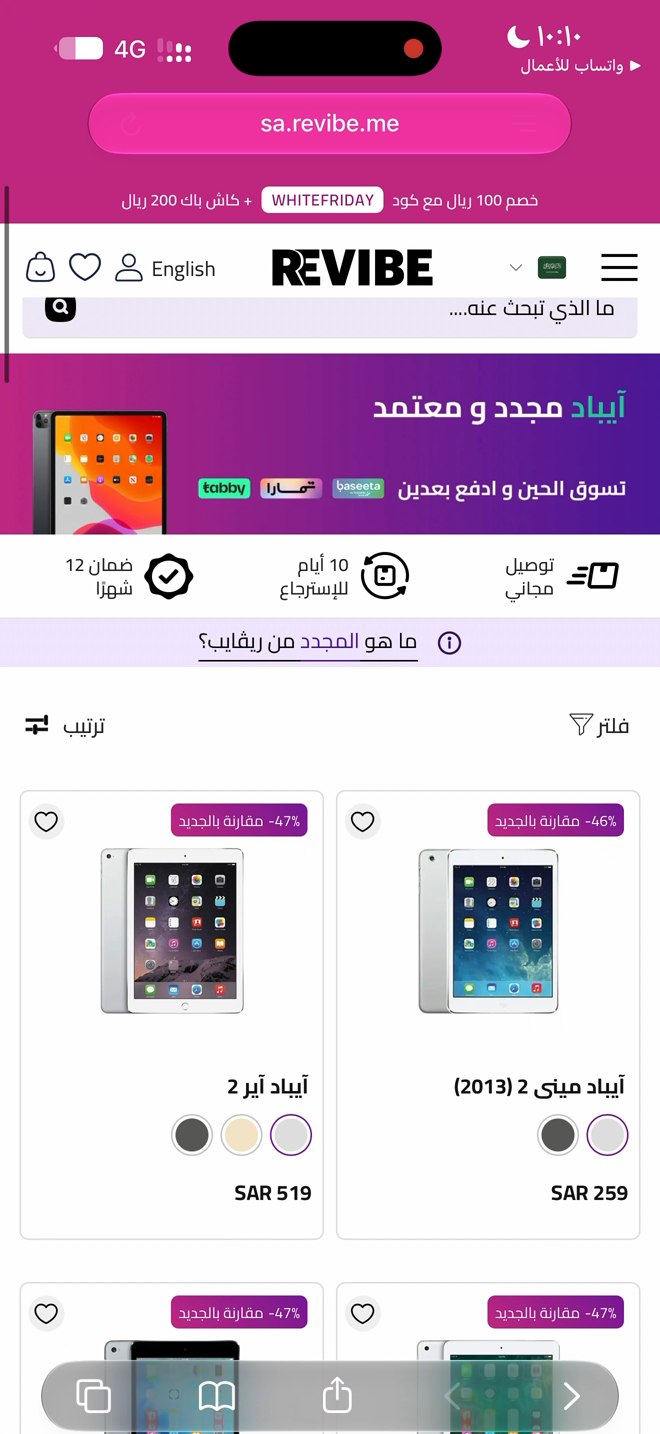 ١٠:١٠
4G
◀ واتساب للأعمال
sa.revibe.me
خصم 100 ريال مع كود WHITEFRIDAY + كاش باك 200 ريال
REVIBE
English
ما الذي تبحث عنه....
آيباد مجدد و معتمد
تسوق الحين و ادفع بعدين baseeta تمارا tabby
توصيل
مجاني
10 أيام
للإسترجاع
ضمان 12
شهرًا
ما هو المجدد من ريڤايب؟
فلتر
ترتيب
-46% مقارنة بالجديد
آيباد ميني 2 (2013)
SAR 259
-47% مقارنة بالجديد
آيباد آير 2
SAR 519
-47% مقارنة بالجديد
-47% مقارنة بالجديد